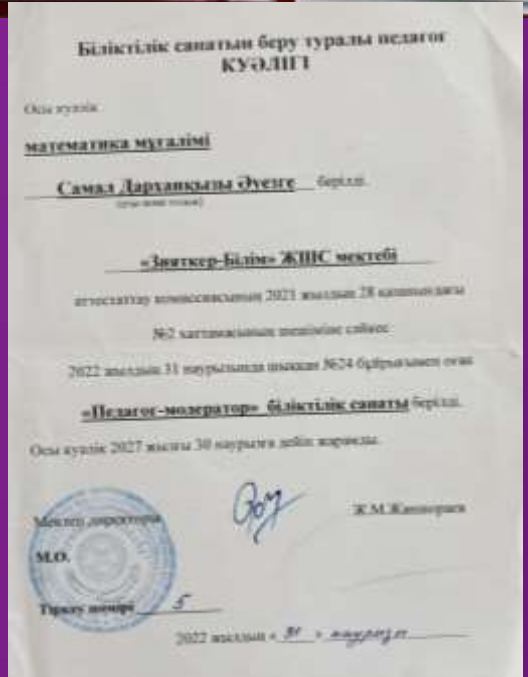 Біліктілік санатын беру туралы педагог
КУӘЛІГІ
Осы куәлік
математика мұғалімі
Самал Дарханқызы Әуезге берілді.
«Зияткер-Білім» ЖШС мектебі
аттестаттау комиссиясының 2021 жылдың 28 қазанындағы
№2 хаттамасының шешіміне сәйкес
2022 жылдың 31 наурызында шыққан №24 бұйрығымен оған
«Педагог-модератор» біліктілік санаты берілді.
Осы куәлік 2027 жылғы 30 наурызға дейін жарамды.
Мектеп директоры
М.О.
Тіркеу нөмірі 5
2022 жылдың « 31 » наурызы